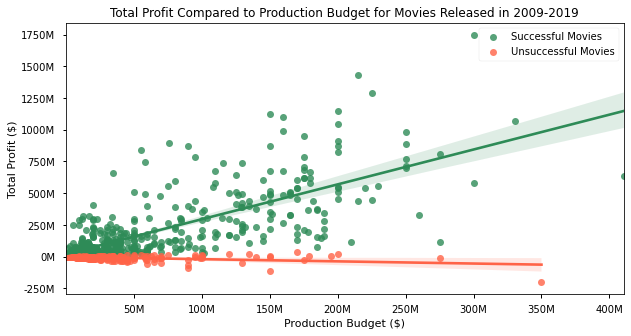 Total Profit Compared to Production Budget for Movies Released in 2009-2019
Successful Movies
Unsuccessful Movies
Total Profit ($)
1750M
1500M
1250M
1000M
750M
500M
250M
0M
-250M
50M 100M 150M 200M 250M 300M 350M 400M
Production Budget ($)